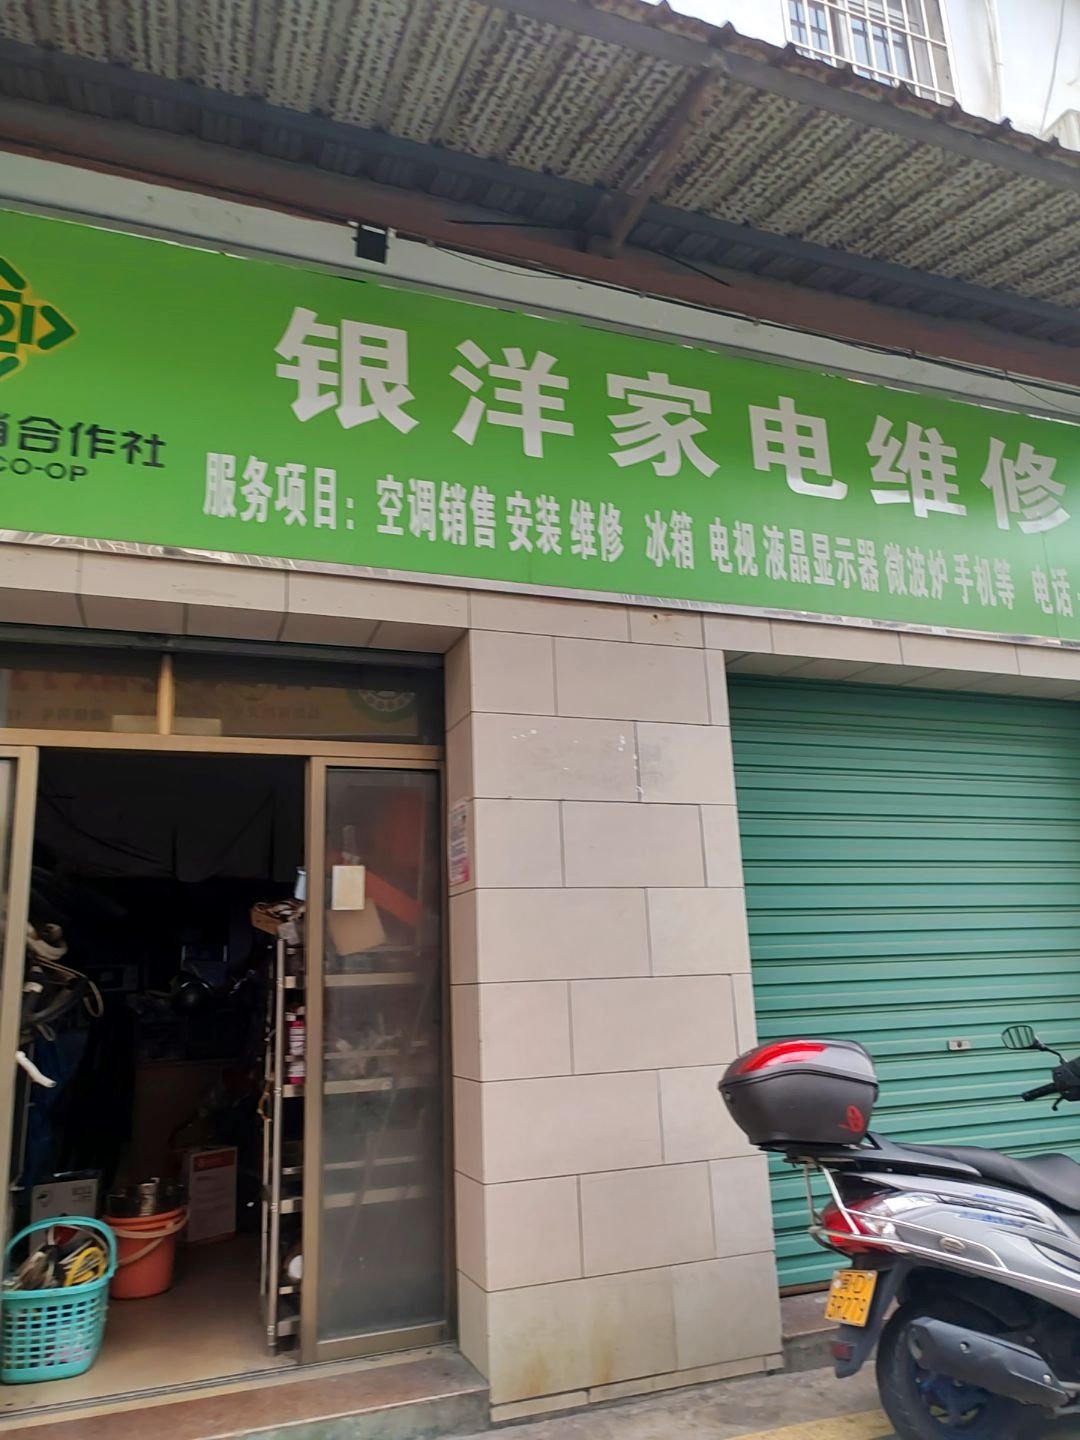 银洋家电维修
销合作社
CO-OP
服务项目：空调销售 安装 维修 冰箱 电视 液晶显示器 微波炉 手机等 电话